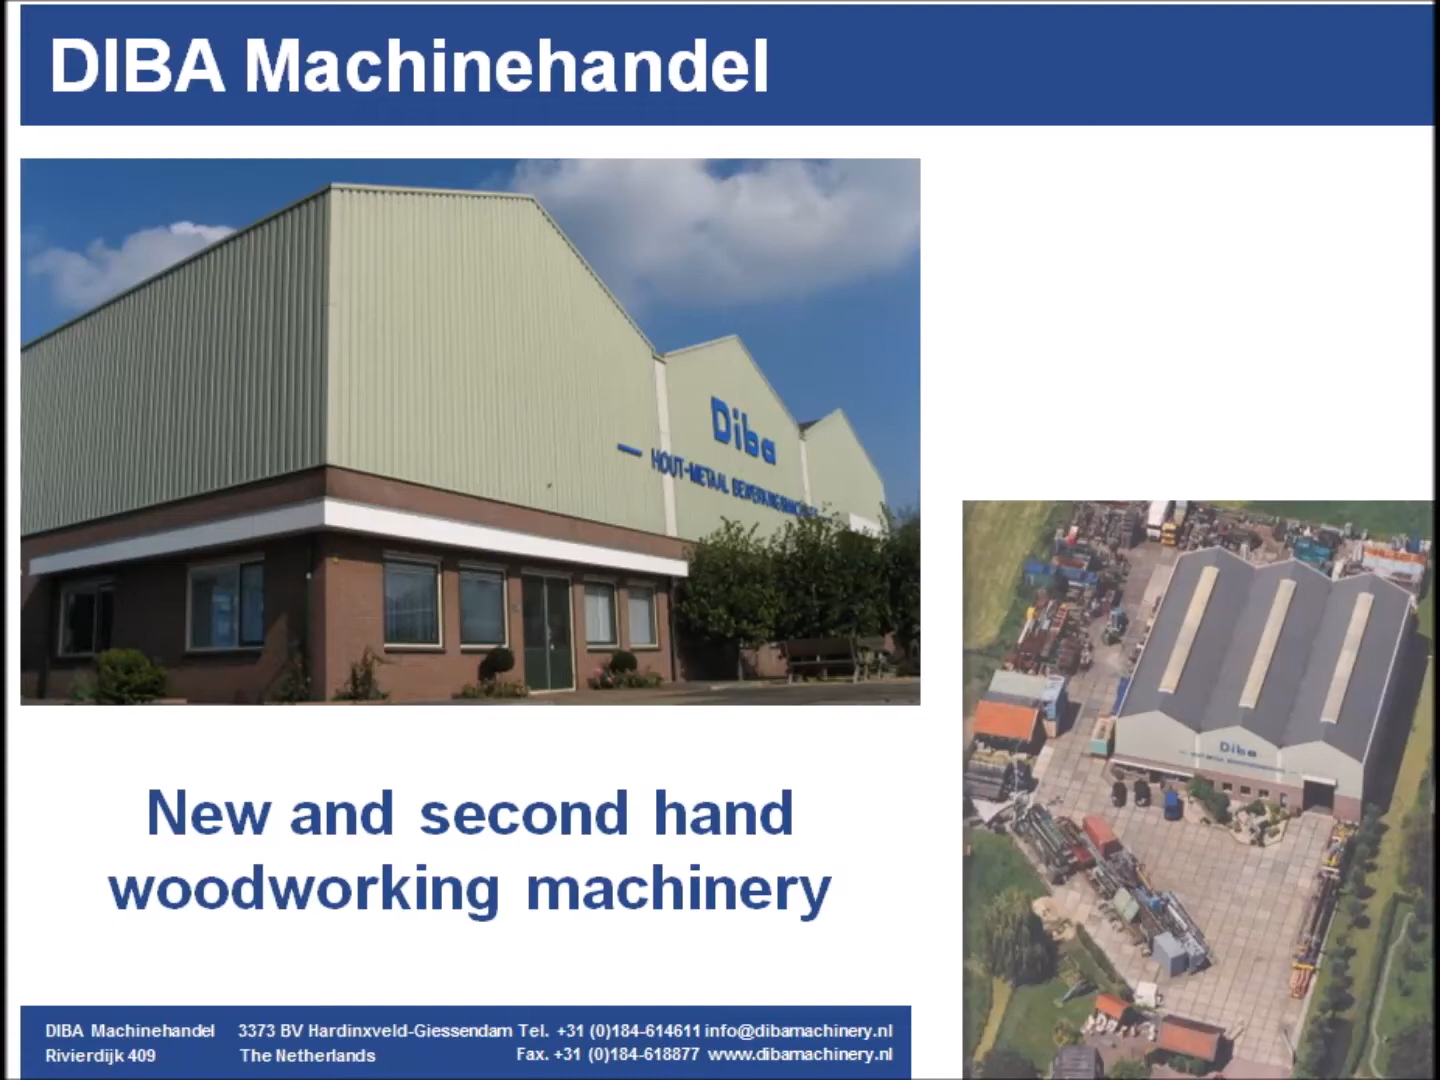 DIBA Machinehandel
Diba
HOUT-METAAL BEWERKINGSMACHINES
Diba
New and second hand
woodworking machinery
DIBA Machinehandel 3373 BV Hardinxveld-Giessendam Tel. +31 (0)184-614611 info@dibamachinery.nl
Rivierdijk 409 The Netherlands Fax. +31 (0)184-618877 www.dibamachinery.nl